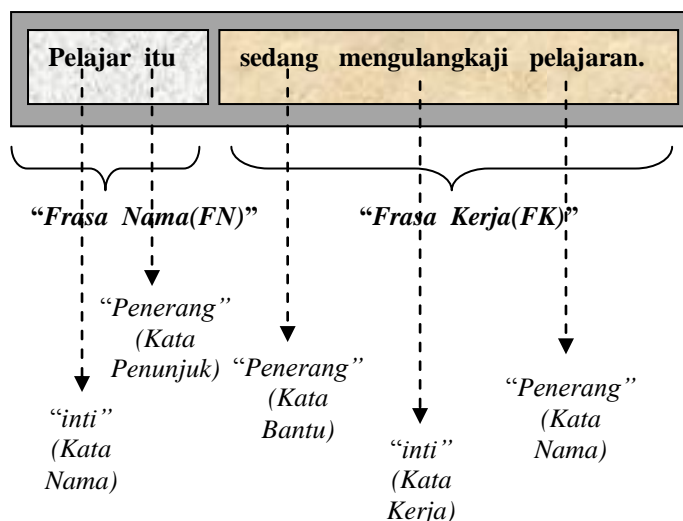 Pelajar itu sedang mengulangkaji pelajaran.
“Frasa Nama(FN)”
“Frasa Kerja(FK)”
“Penerang”
(Kata
Penunjuk)
“Penerang”
(Kata
Bantu)
“Penerang”
(Kata
Nama)
“inti”
(Kata
Nama)
“inti”
(Kata
Kerja)